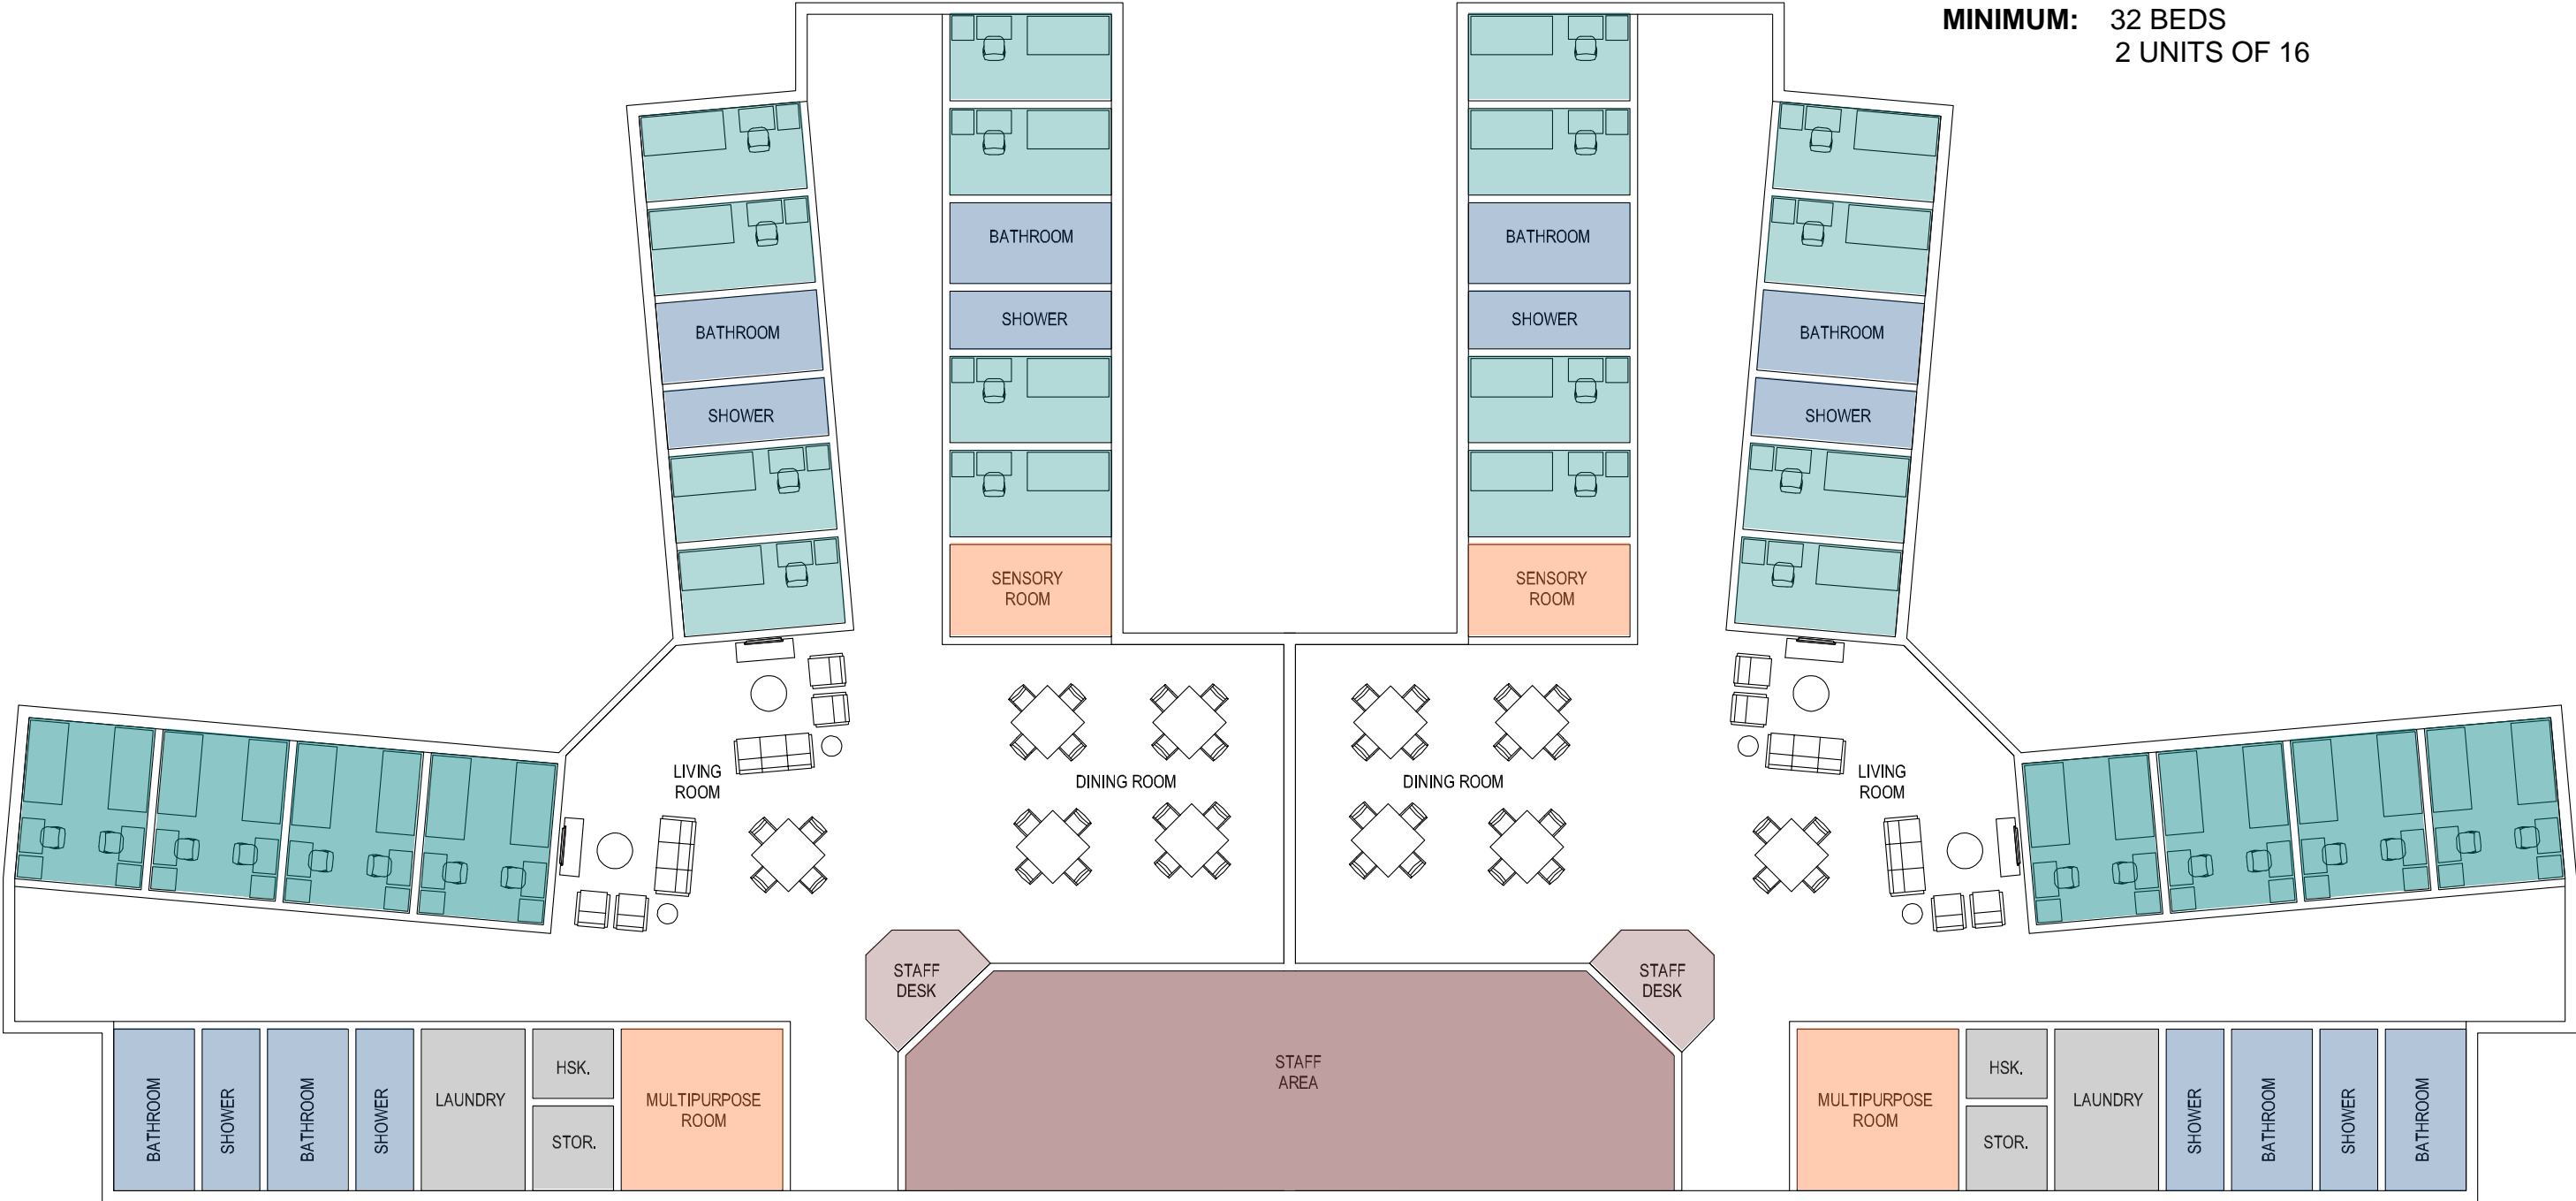 MINIMUM: 32 BEDS
2 UNITS OF 16
BATHROOM
BATHROOM
SHOWER
SHOWER
BATHROOM
BATHROOM
SHOWER
SHOWER
SENSORY
ROOM
SENSORY
ROOM
LIVING
ROOM
DINING ROOM
DINING ROOM
LIVING
ROOM
STAFF
DESK
STAFF
DESK
STAFF
AREA
BATHROOM
SHOWER
BATHROOM
SHOWER
LAUNDRY
HSK.
STOR.
MULTIPURPOSE
ROOM
MULTIPURPOSE
ROOM
HSK.
STOR.
LAUNDRY
SHOWER
BATHROOM
SHOWER
BATHROOM